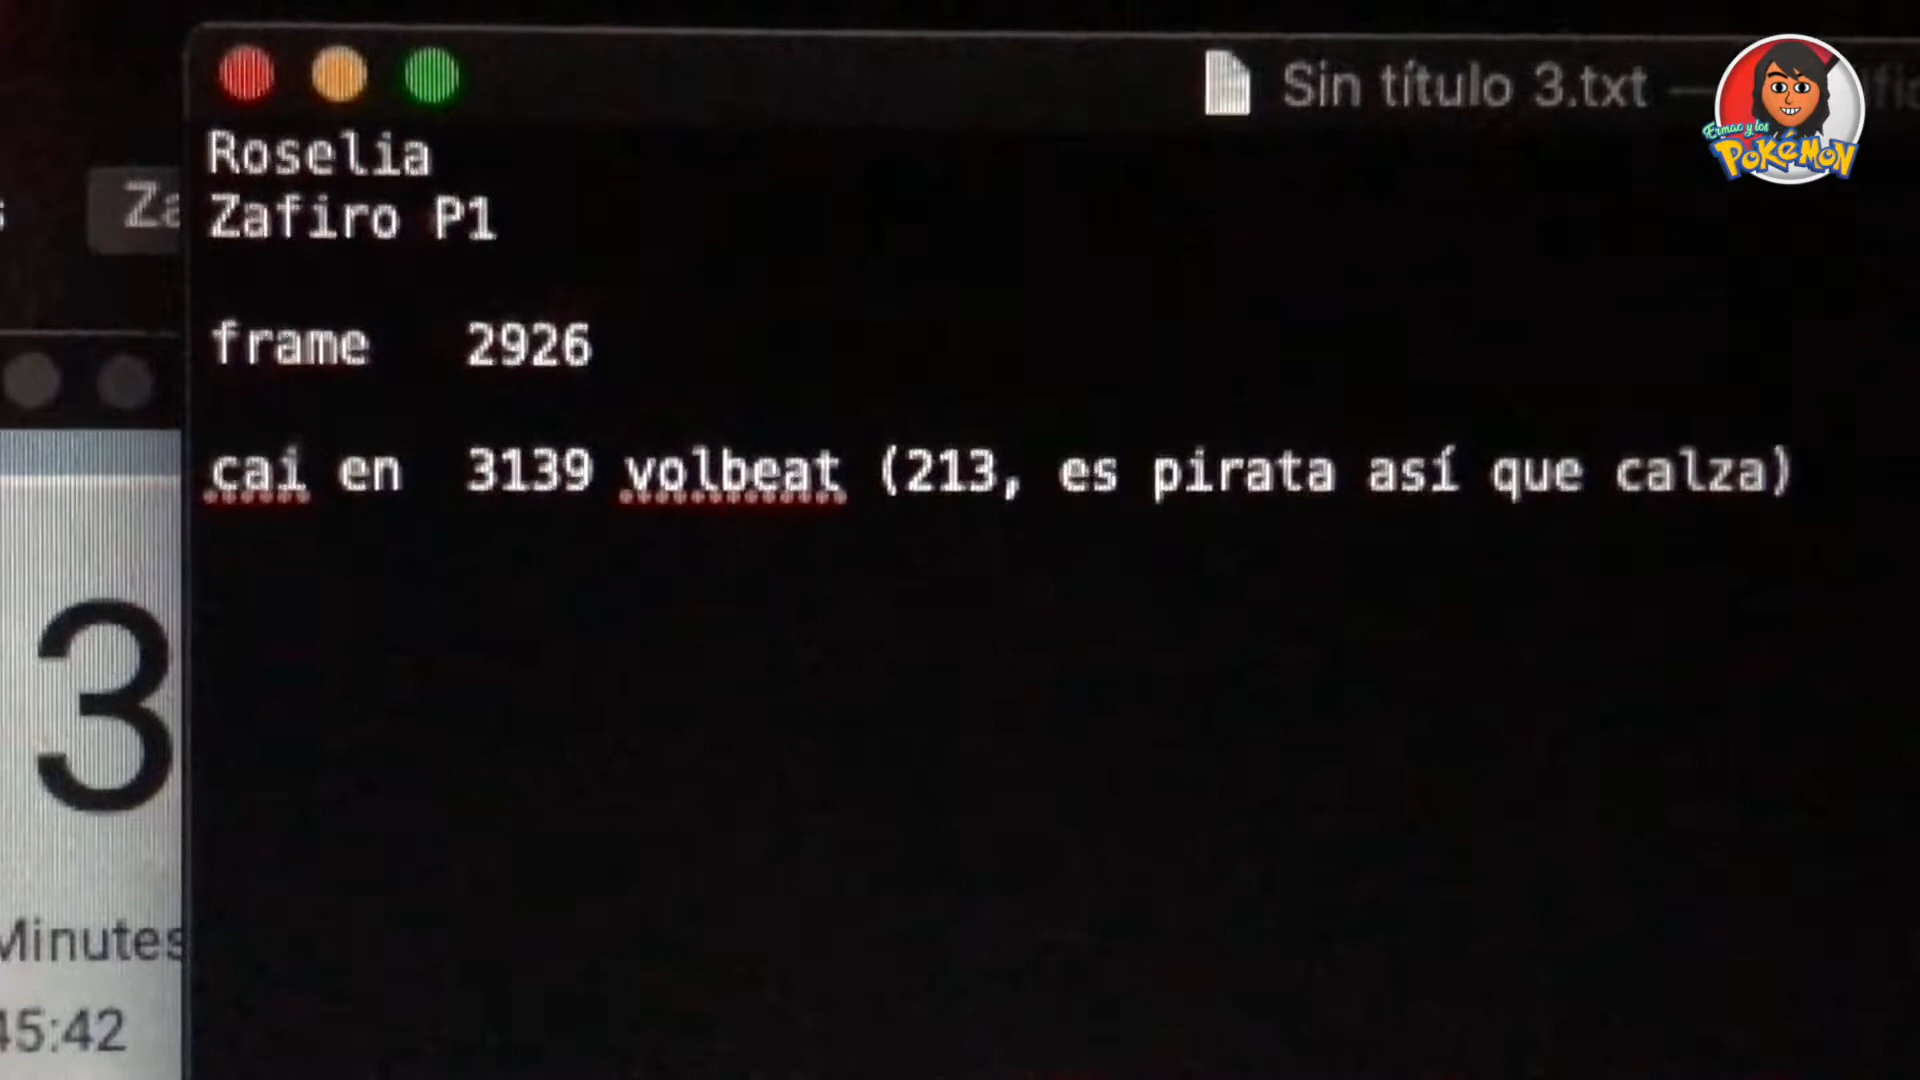 Sin título 3.txt —
Ermac y los
POKÉMON
Roselia
Zafiro P1
frame 2926
cai en 3139 volbeat (213, es pirata así que calza)
3
Minutes
45:42